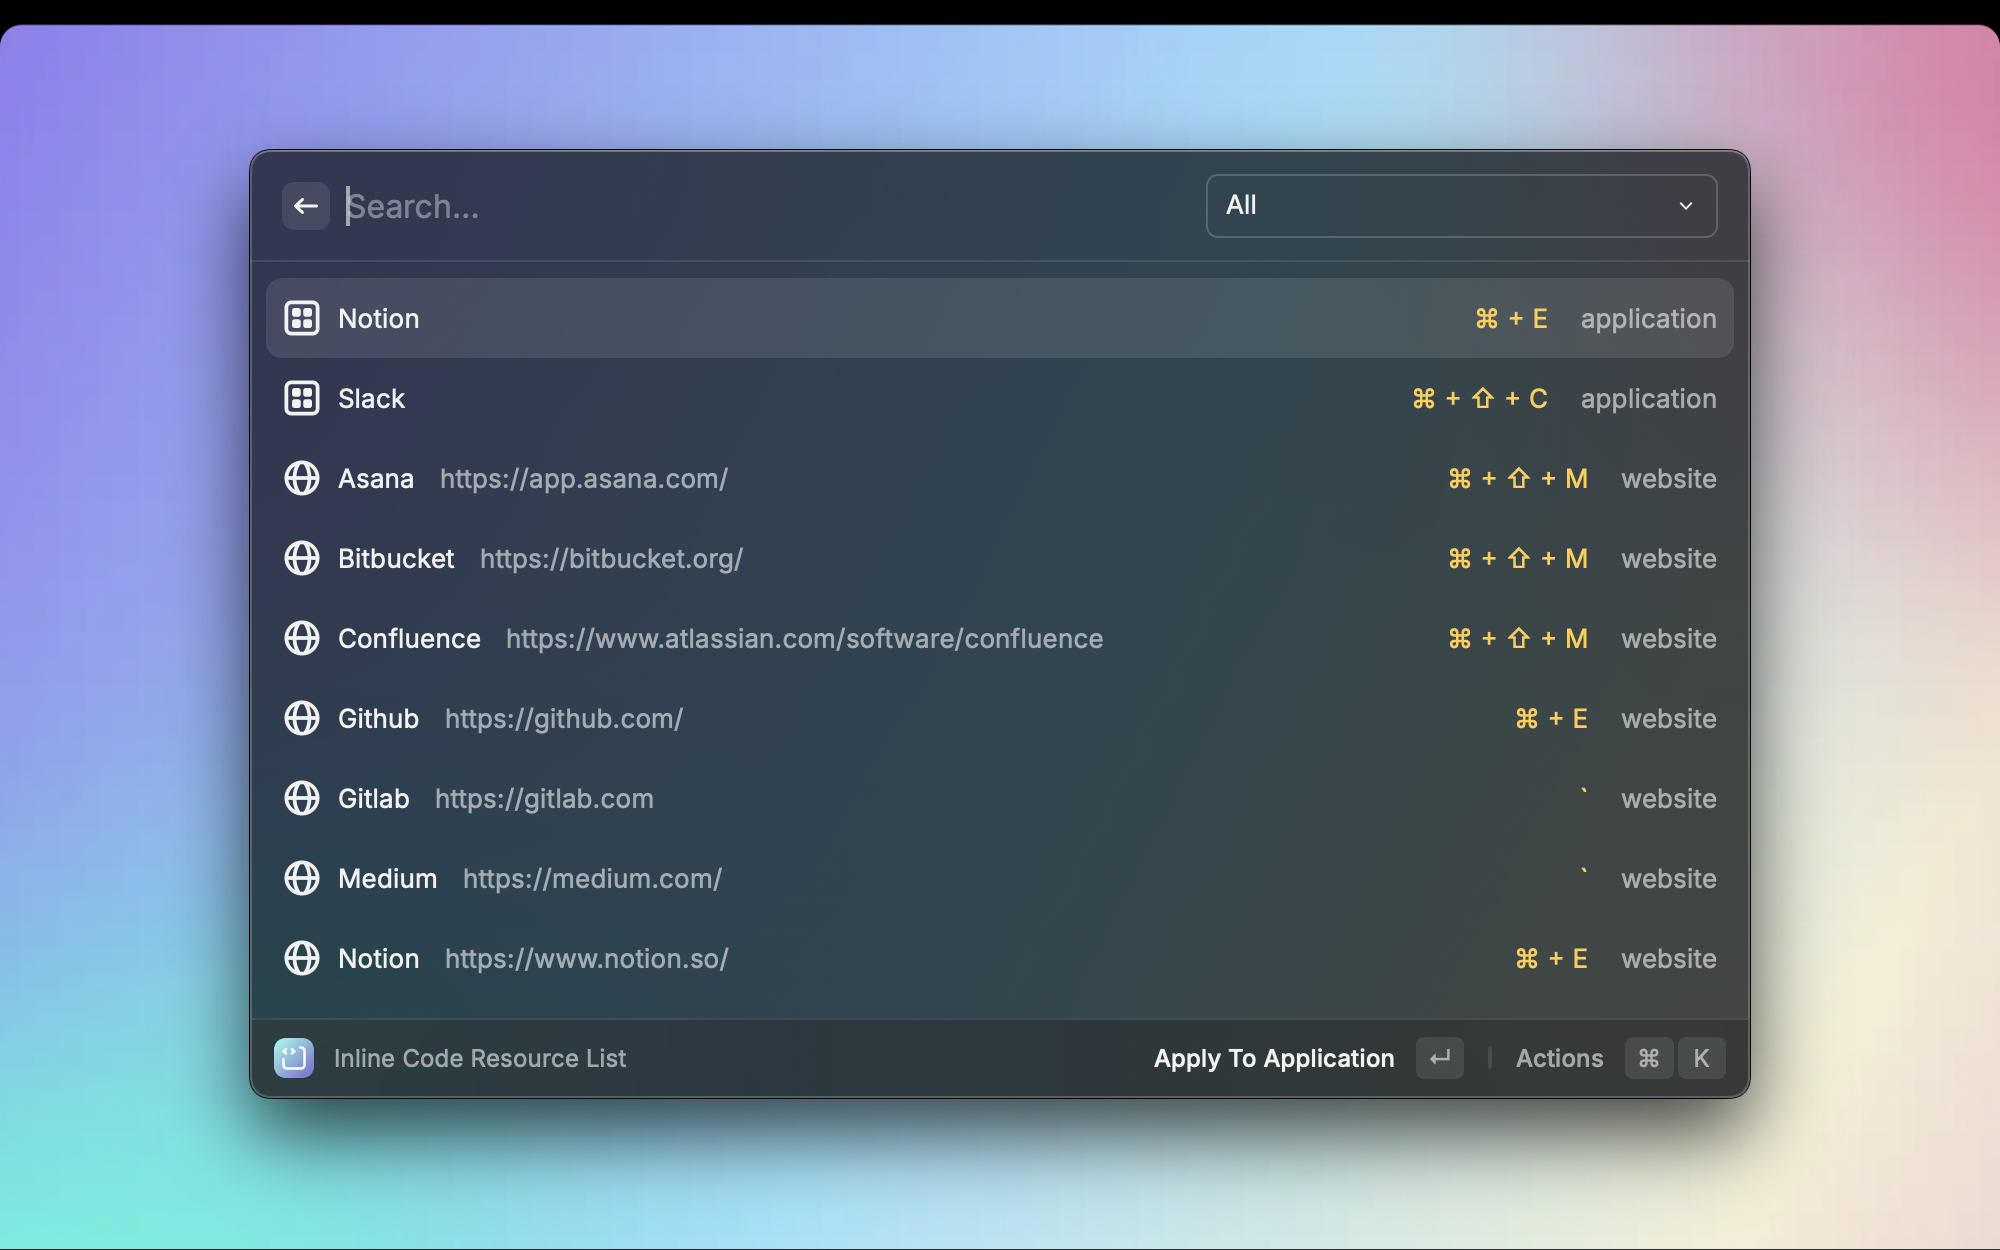 Search... All
Notion ⌘ + E application
Slack ⌘ + ⇧ + C application
Asana https://app.asana.com/ ⌘ + ⇧ + M website
Bitbucket https://bitbucket.org/ ⌘ + ⇧ + M website
Confluence https://www.atlassian.com/software/confluence ⌘ + ⇧ + M website
Github https://github.com/ ⌘ + E website
Gitlab https://gitlab.com ` website
Medium https://medium.com/ ` website
Notion https://www.notion.so/ ⌘ + E website
Inline Code Resource List Apply To Application ↵ Actions ⌘ K